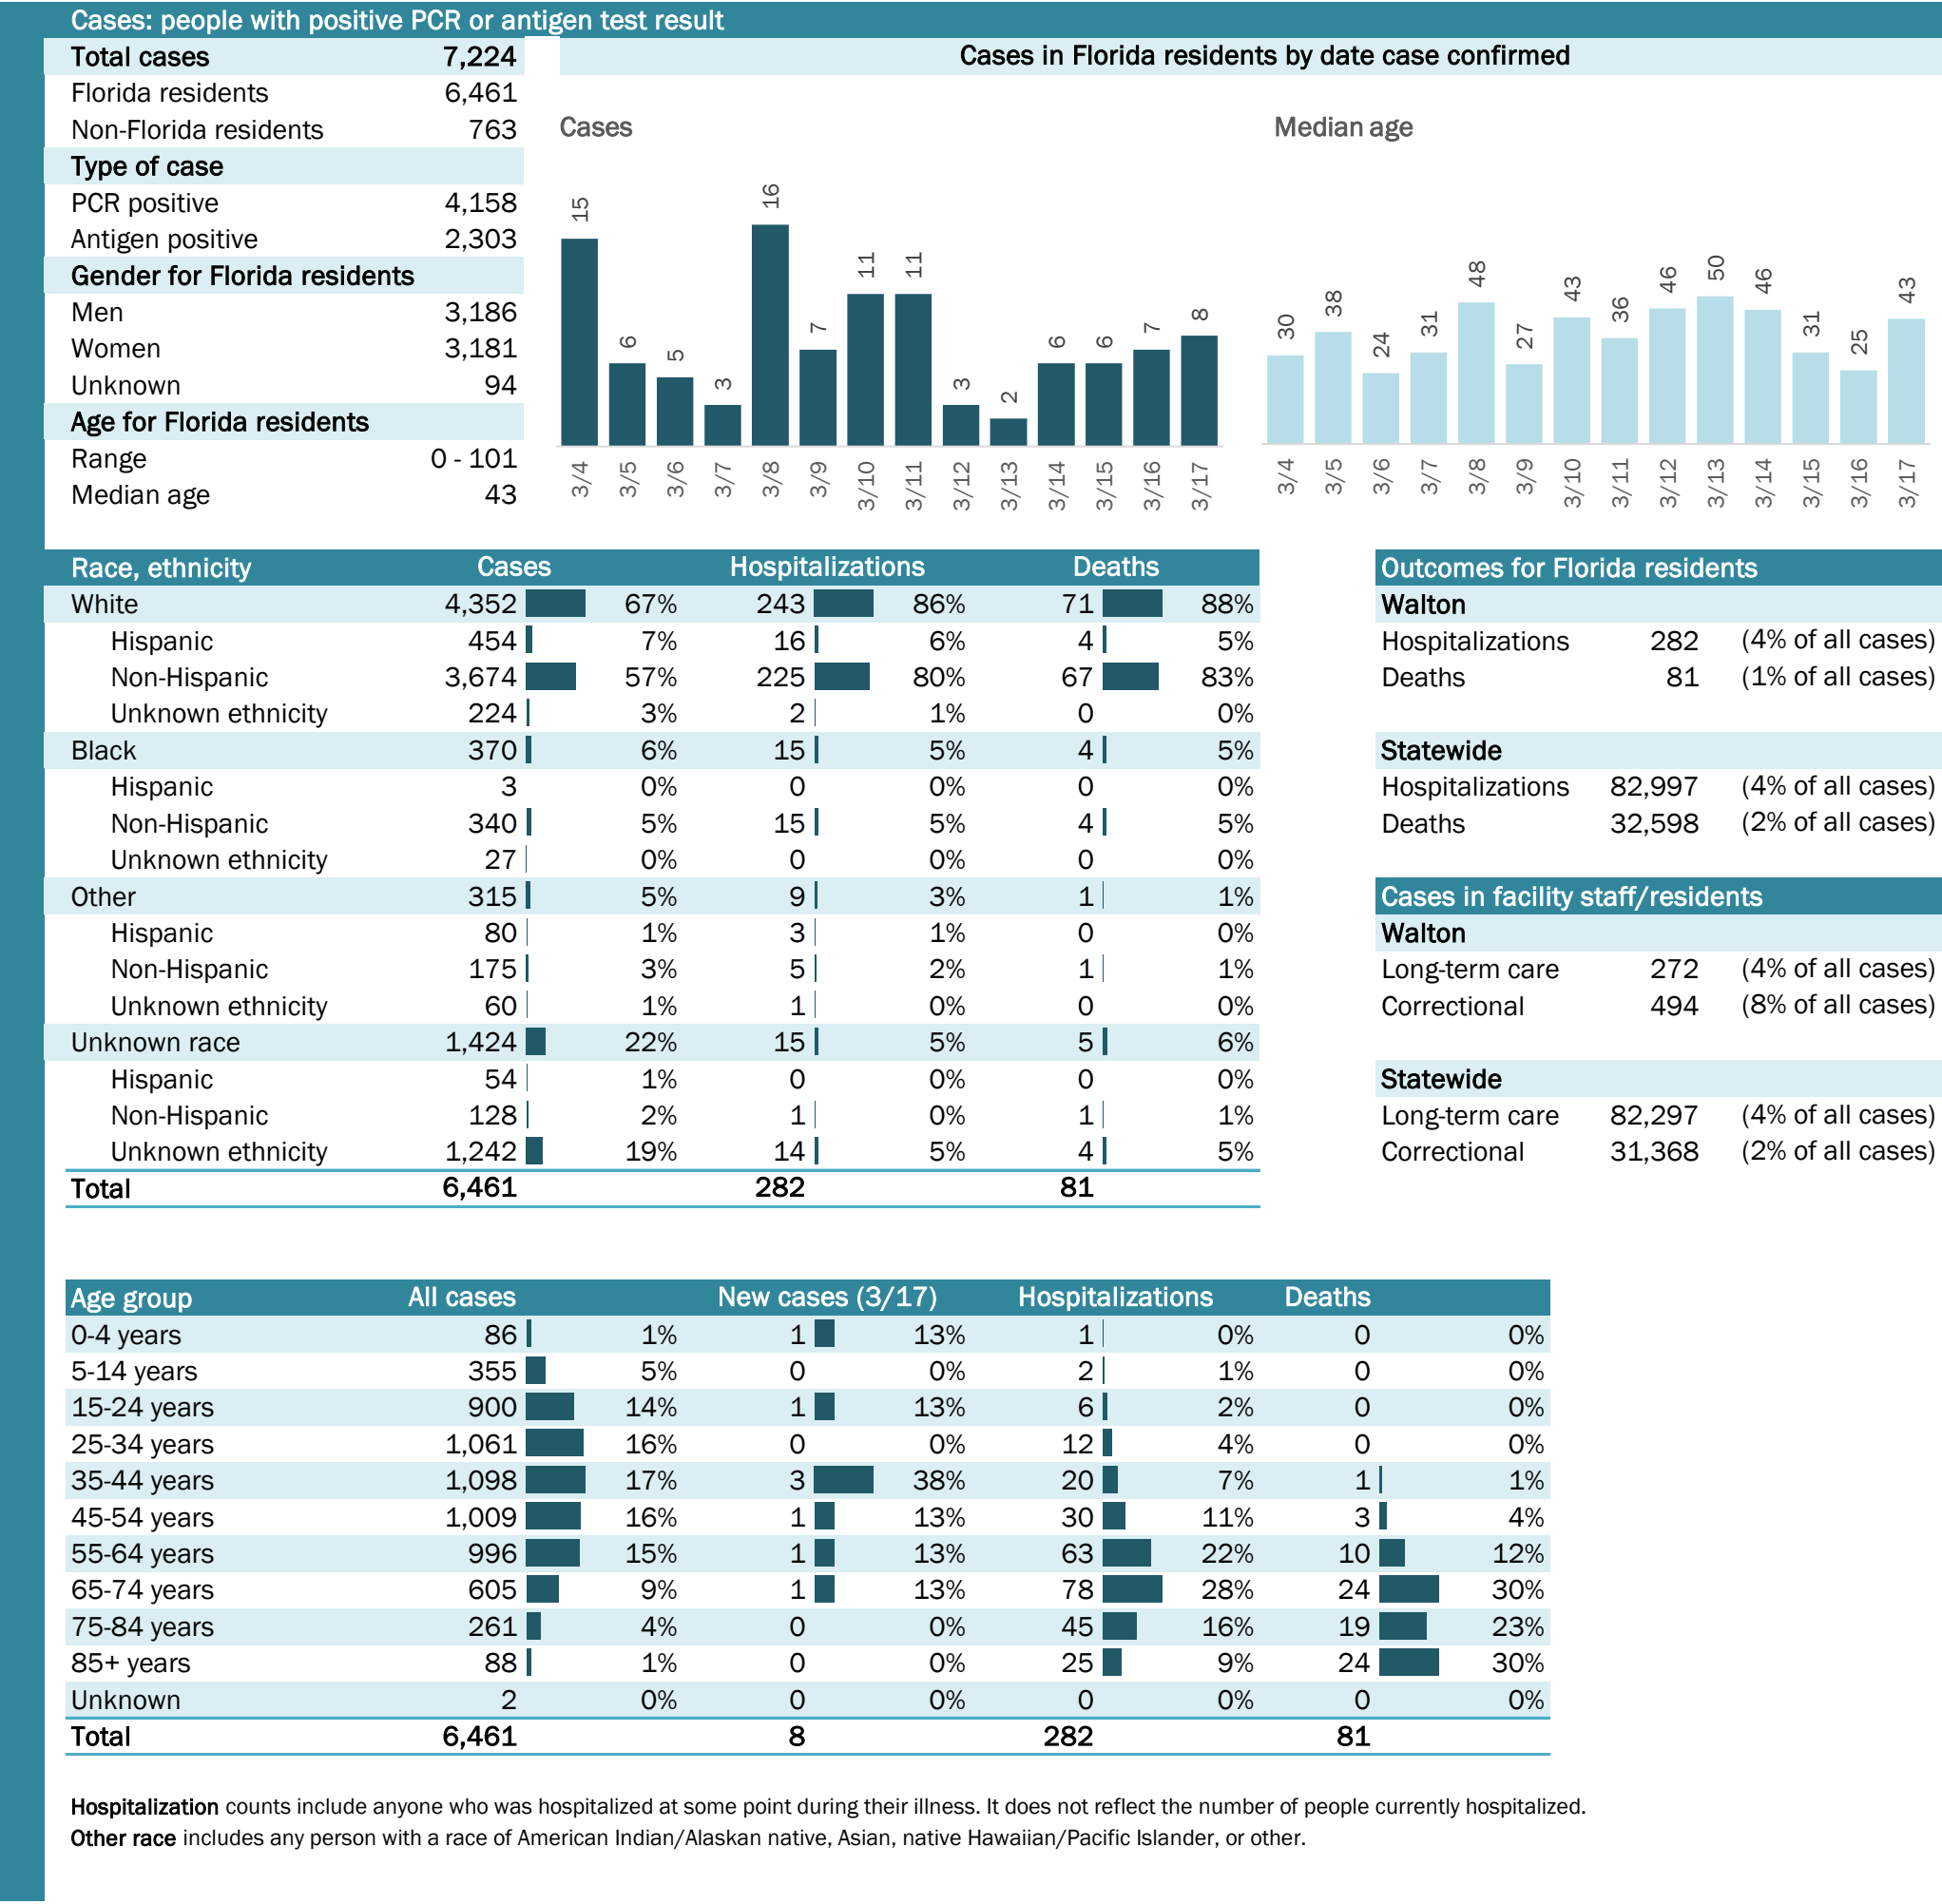 Cases: people with positive PCR or antigen test result
Total cases 7,224
Florida residents 6,461
Non-Florida residents 763
Type of case
PCR positive 4,158
Antigen positive 2,303
Gender for Florida residents
Men 3,186
Women 3,181
Unknown 94
Age for Florida residents
Range 0 - 101
Median age 43
Cases in Florida residents by date case confirmed
Cases
15 6 5 3 16 7 11 11 3 2 6 6 7 8
3/4 3/5 3/6 3/7 3/8 3/9 3/10 3/11 3/12 3/13 3/14 3/15 3/16 3/17
Median age
30 38 24 31 48 27 43 36 46 50 46 31 25 43
3/4 3/5 3/6 3/7 3/8 3/9 3/10 3/11 3/12 3/13 3/14 3/15 3/16 3/17
Race, ethnicity Cases Hospitalizations Deaths
White 4,352 67% 243 86% 71 88%
Hispanic 454 7% 16 6% 4 5%
Non-Hispanic 3,674 57% 225 80% 67 83%
Unknown ethnicity 224 3% 2 1% 0 0%
Black 370 6% 15 5% 4 5%
Hispanic 3 0% 0 0% 0 0%
Non-Hispanic 340 5% 15 5% 4 5%
Unknown ethnicity 27 0% 0 0% 0 0%
Other 315 5% 9 3% 1 1%
Hispanic 80 1% 3 1% 0 0%
Non-Hispanic 175 3% 5 2% 1 1%
Unknown ethnicity 60 1% 1 0% 0 0%
Unknown race 1,424 22% 15 5% 5 6%
Hispanic 54 1% 0 0% 0 0%
Non-Hispanic 128 2% 1 0% 1 1%
Unknown ethnicity 1,242 19% 14 5% 4 5%
Total 6,461 282 81
Outcomes for Florida residents
Walton
Hospitalizations 282 (4% of all cases)
Deaths 81 (1% of all cases)
Statewide
Hospitalizations 82,997 (4% of all cases)
Deaths 32,598 (2% of all cases)
Cases in facility staff/residents
Walton
Long-term care 272 (4% of all cases)
Correctional 494 (8% of all cases)
Statewide
Long-term care 82,297 (4% of all cases)
Correctional 31,368 (2% of all cases)
Age group All cases New cases (3/17) Hospitalizations Deaths
0-4 years 86 1% 1 13% 1 0% 0 0%
5-14 years 355 5% 0 0% 2 1% 0 0%
15-24 years 900 14% 1 13% 6 2% 0 0%
25-34 years 1,061 16% 0 0% 12 4% 0 0%
35-44 years 1,098 17% 3 38% 20 7% 1 1%
45-54 years 1,009 16% 1 13% 30 11% 3 4%
55-64 years 996 15% 1 13% 63 22% 10 12%
65-74 years 605 9% 1 13% 78 28% 24 30%
75-84 years 261 4% 0 0% 45 16% 19 23%
85+ years 88 1% 0 0% 25 9% 24 30%
Unknown 2 0% 0 0% 0 0% 0 0%
Total 6,461 8 282 81
Hospitalization counts include anyone who was hospitalized at some point during their illness. It does not reflect the number of people currently hospitalized.
Other race includes any person with a race of American Indian/Alaskan native, Asian, native Hawaiian/Pacific Islander, or other.